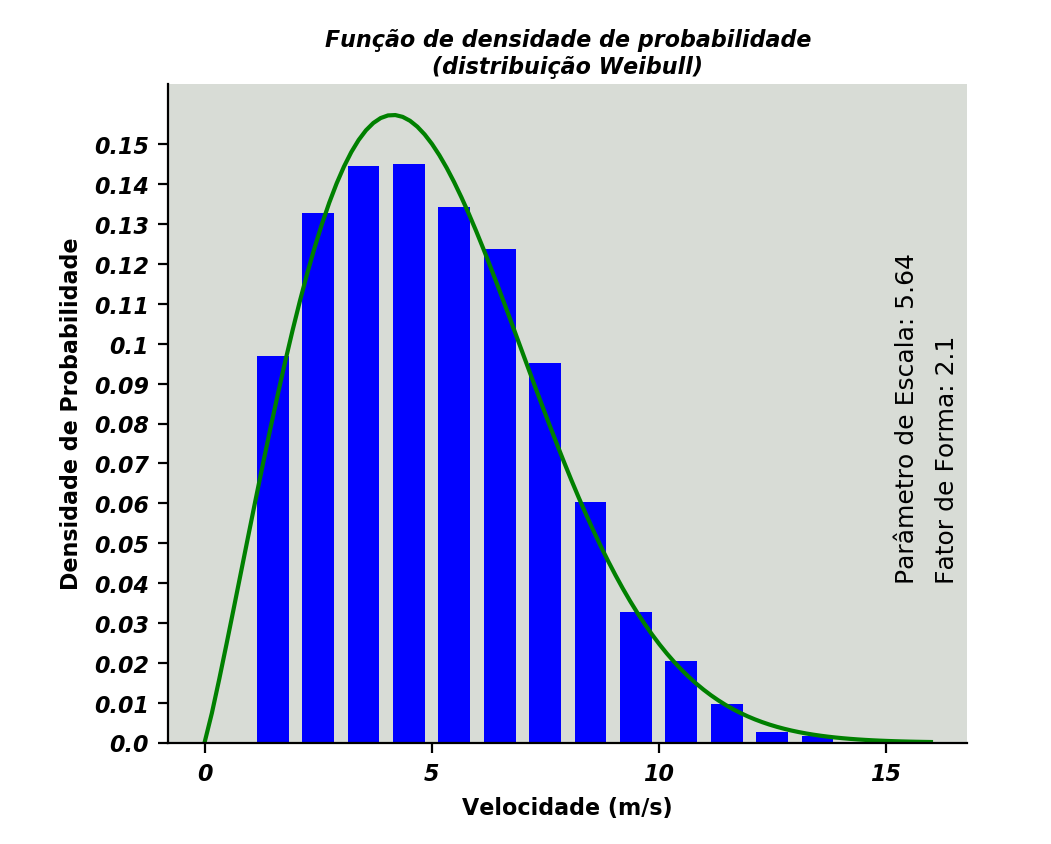 Função de densidade de probabilidade
(distribuição Weibull)
Densidade de Probabilidade
0.15
0.14
0.13
0.12
0.11
0.1
0.09
0.08
0.07
0.06
0.05
0.04
0.03
0.02
0.01
0.0
Parâmetro de Escala: 5.64
Fator de Forma: 2.1
0 5 10 15
Velocidade (m/s)